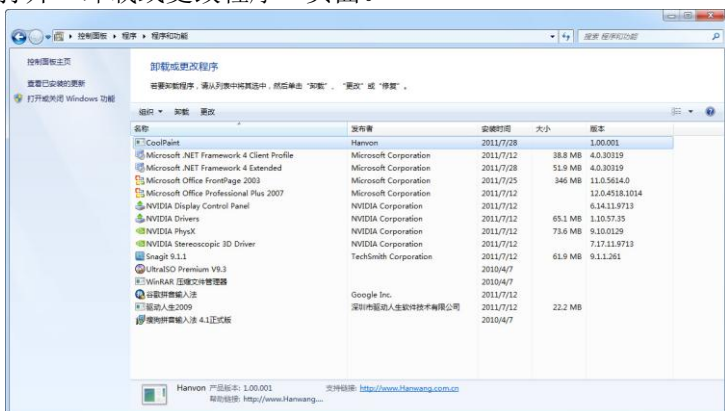 控制面板 ▸ 程序 ▸ 程序和功能
搜索 程序和功能
控制面板主页
查看已安装的更新
打开或关闭 Windows 功能
卸载或更改程序
若要卸载程序，请从列表中将其选中，然后单击“卸载”、“更改”或“修复”。
组织 卸载 更改
名称 发布者 安装时间 大小 版本
CoolPaint Hanvon 2011/7/28 1.00.001
Microsoft .NET Framework 4 Client Profile Microsoft Corporation 2011/7/12 38.8 MB 4.0.30319
Microsoft .NET Framework 4 Extended Microsoft Corporation 2011/7/28 51.9 MB 4.0.30319
Microsoft Office FrontPage 2003 Microsoft Corporation 2011/7/25 346 MB 11.0.5614.0
Microsoft Office Professional Plus 2007 Microsoft Corporation 2011/7/12 12.0.4518.1014
NVIDIA Display Control Panel NVIDIA Corporation 2011/7/12 6.14.11.9713
NVIDIA Drivers NVIDIA Corporation 2011/7/12 65.1 MB 1.10.57.35
NVIDIA PhysX NVIDIA Corporation 2011/7/12 73.6 MB 9.10.0129
NVIDIA Stereoscopic 3D Driver NVIDIA Corporation 2011/7/12 7.17.11.9713
Snagit 9.1.1 TechSmith Corporation 2011/7/12 61.9 MB 9.1.1.261
UltraISO Premium V9.3 2010/4/7
WinRAR 压缩文件管理器 2010/4/7
谷歌拼音输入法 Google Inc. 2011/7/12
驱动人生2009 深圳市驱动人生软件技术有限公司 2011/7/12 22.2 MB
搜狗拼音输入法 4.1正式版 2010/4/7
Hanvon 产品版本: 1.00.001 支持链接: http://www.Hanwang.com.cn
帮助链接: http://www.Hanwang....